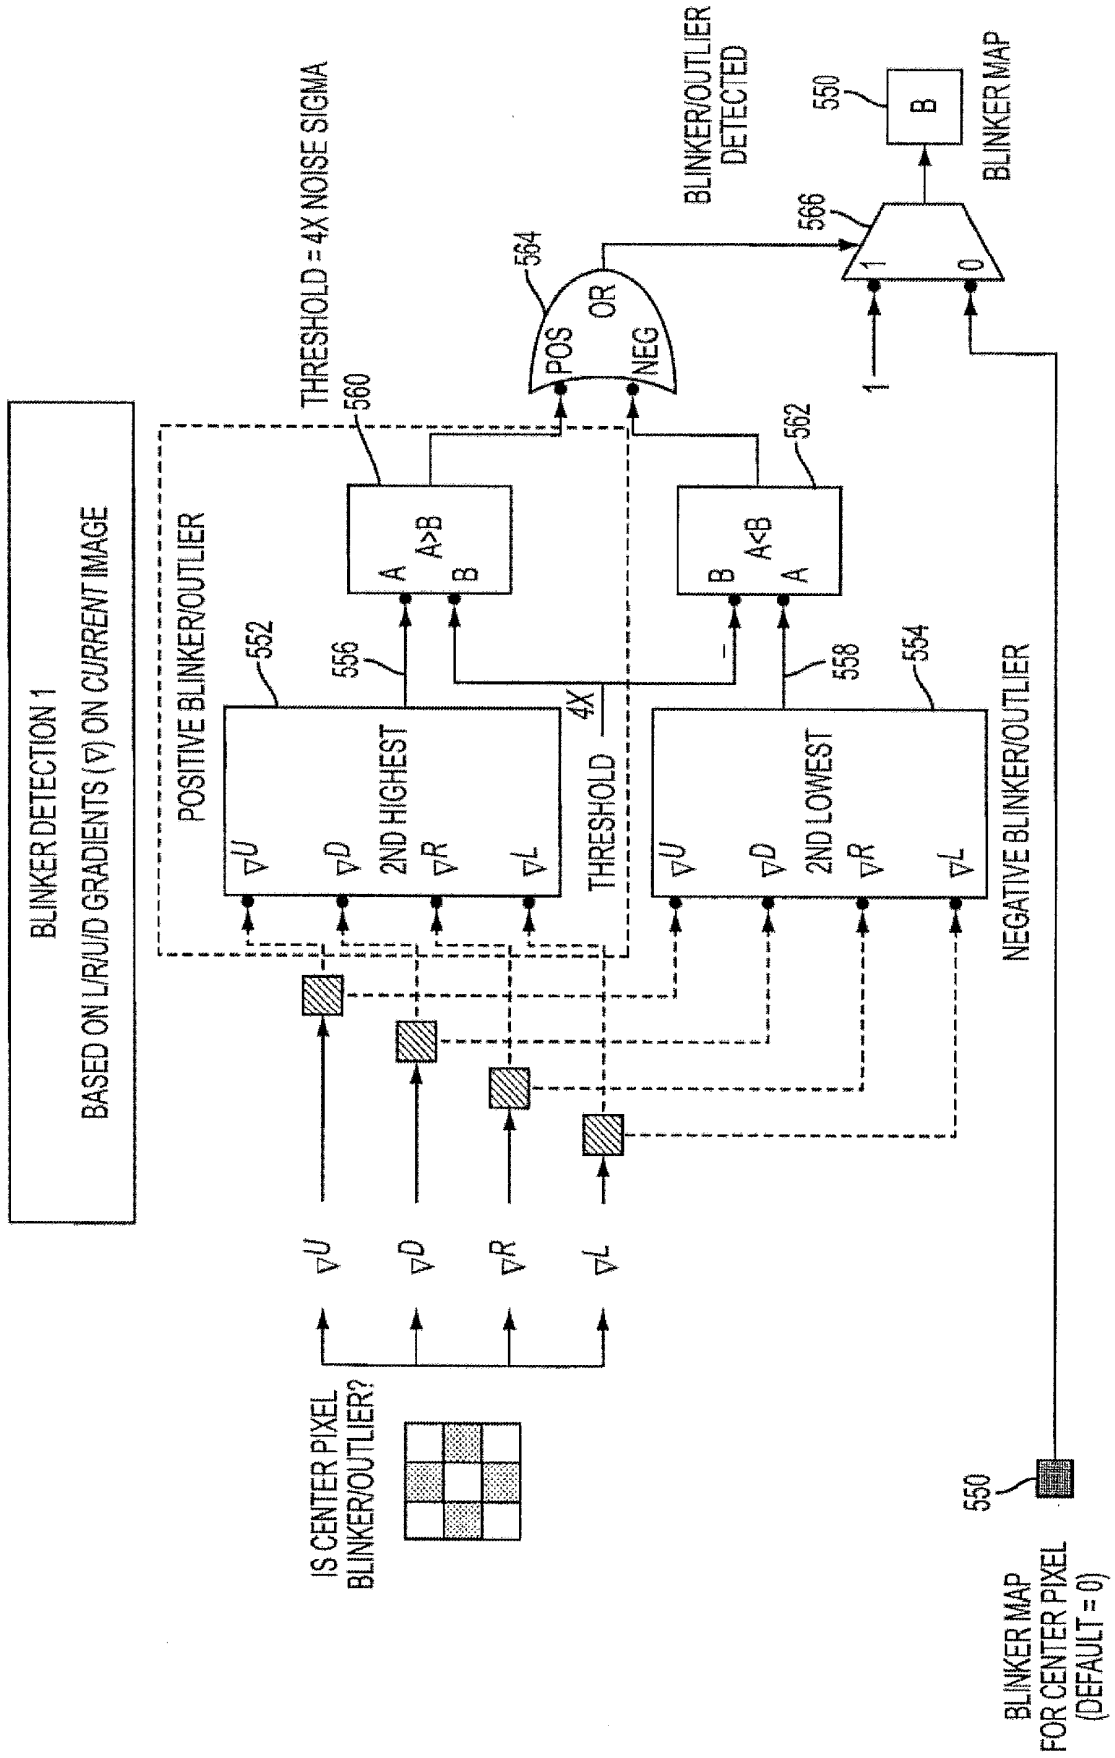 BLINKER DETECTION 1
BASED ON L/R/U/D GRADIENTS (∇) ON CURRENT IMAGE
IS CENTER PIXEL
BLINKER/OUTLIER?
∇U
∇D
∇R
∇L
POSITIVE BLINKER/OUTLIER
552
∇U
∇D
2ND HIGHEST
∇R
∇L
556
THRESHOLD
4X
THRESHOLD = 4X NOISE SIGMA
560
A
A>B
B
∇U
∇D
2ND LOWEST
∇R
∇L
554
NEGATIVE BLINKER/OUTLIER
558
–
B
A<B
A
562
564
POS
OR
NEG
BLINKER/OUTLIER
DETECTED
1
1
0
566
550
B
BLINKER MAP
550
BLINKER MAP
FOR CENTER PIXEL
(DEFAULT = 0)